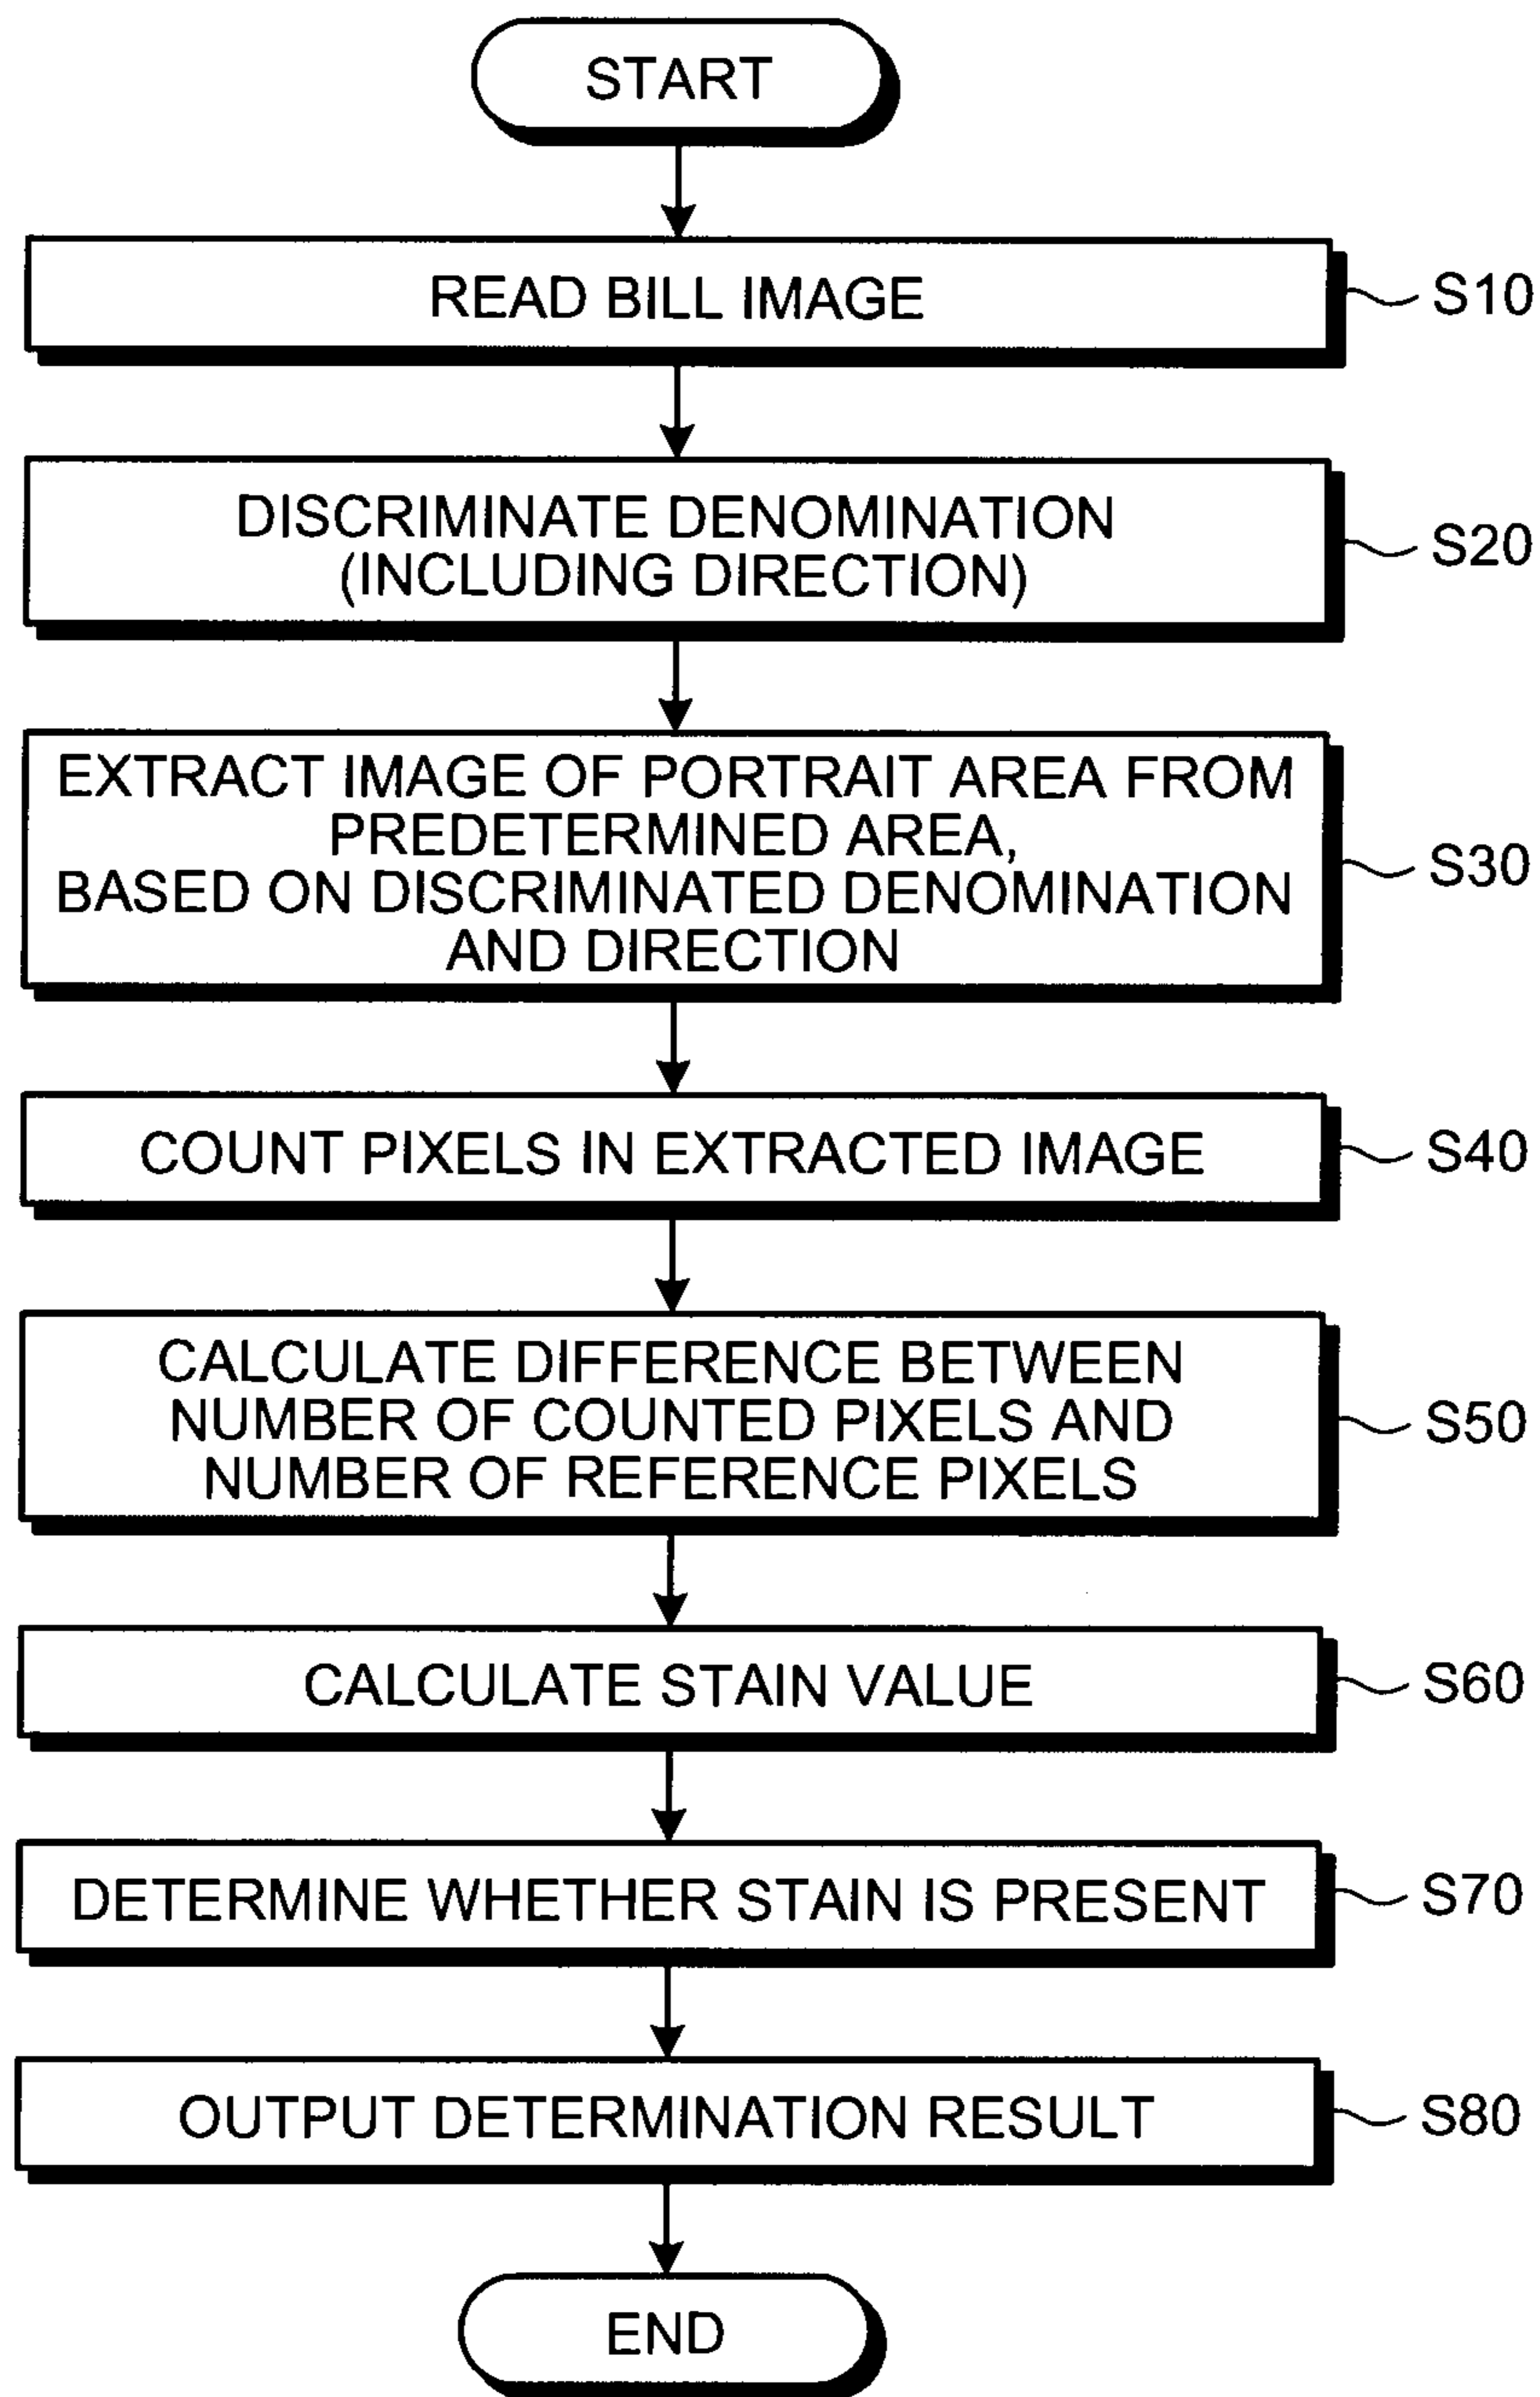 START
READ BILL IMAGE
S10
DISCRIMINATE DENOMINATION
(INCLUDING DIRECTION)
S20
EXTRACT IMAGE OF PORTRAIT AREA FROM
PREDETERMINED AREA,
BASED ON DISCRIMINATED DENOMINATION
AND DIRECTION
S30
COUNT PIXELS IN EXTRACTED IMAGE
S40
CALCULATE DIFFERENCE BETWEEN
NUMBER OF COUNTED PIXELS AND
NUMBER OF REFERENCE PIXELS
S50
CALCULATE STAIN VALUE
S60
DETERMINE WHETHER STAIN IS PRESENT
S70
OUTPUT DETERMINATION RESULT
S80
END